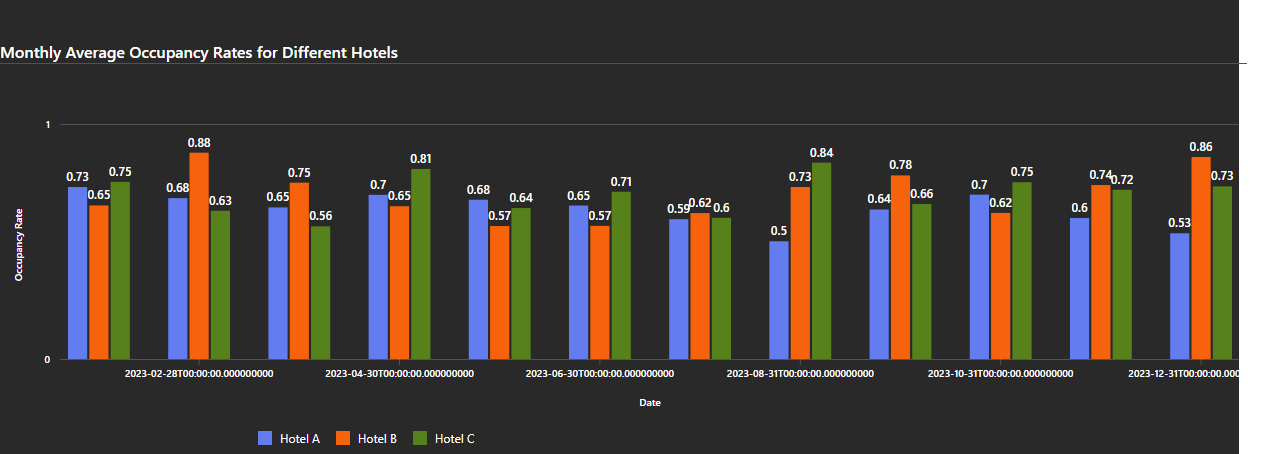 Monthly Average Occupancy Rates for Different Hotels
1
0.73 0.65 0.75 0.68 0.88 0.63 0.65 0.75 0.56 0.7 0.65 0.81 0.68 0.57 0.64 0.65 0.57 0.71 0.59 0.62 0.6 0.5 0.73 0.84 0.64 0.78 0.66 0.7 0.62 0.75 0.6 0.74 0.72 0.53 0.86 0.73
Occupancy Rate
0
2023-02-28T00:00:00.000000000 2023-04-30T00:00:00.000000000 2023-06-30T00:00:00.000000000 2023-08-31T00:00:00.000000000 2023-10-31T00:00:00.000000000 2023-12-31T00:00:00.000
Date
Hotel A Hotel B Hotel C